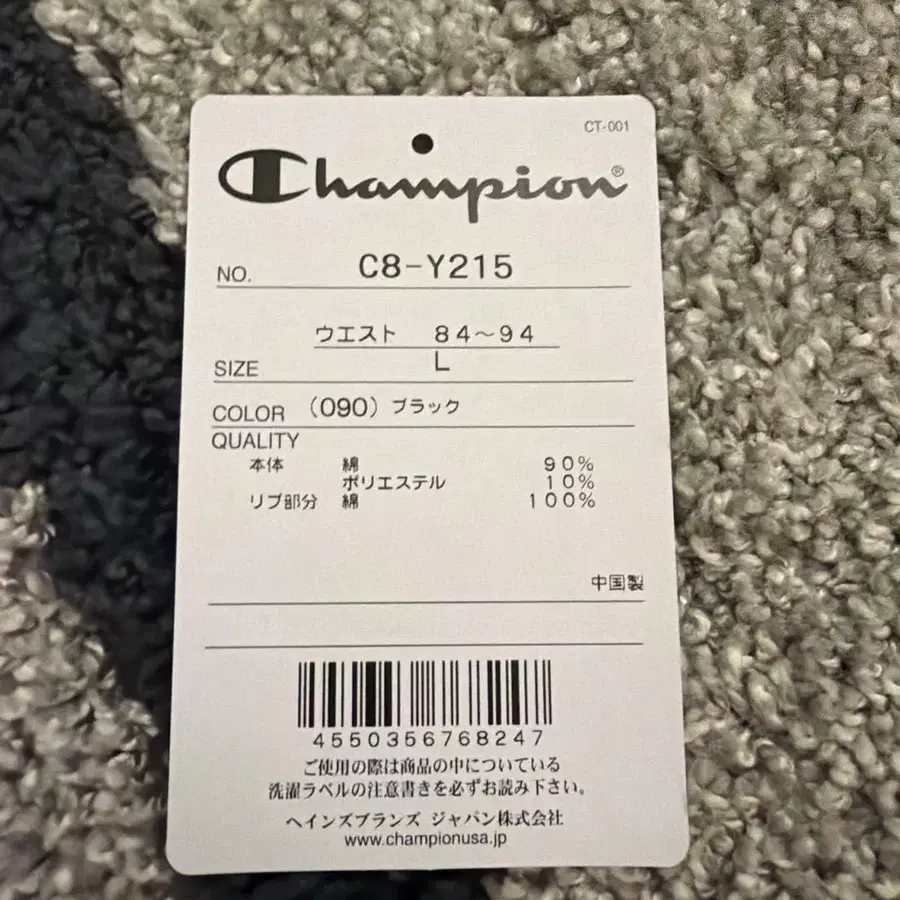 CT-001
Champion®
NO. C8-Y215
ウエスト 84～94
SIZE L
COLOR (090) ブラック
QUALITY
本体 綿 90%
ポリエステル 10%
リブ部分 綿 100%
中国製
4550356768247
ご使用の際は商品の中についている
洗濯ラベルの注意書きを必ずお読み下さい。
ヘインズブランズ ジャパン株式会社
www.championusa.jp